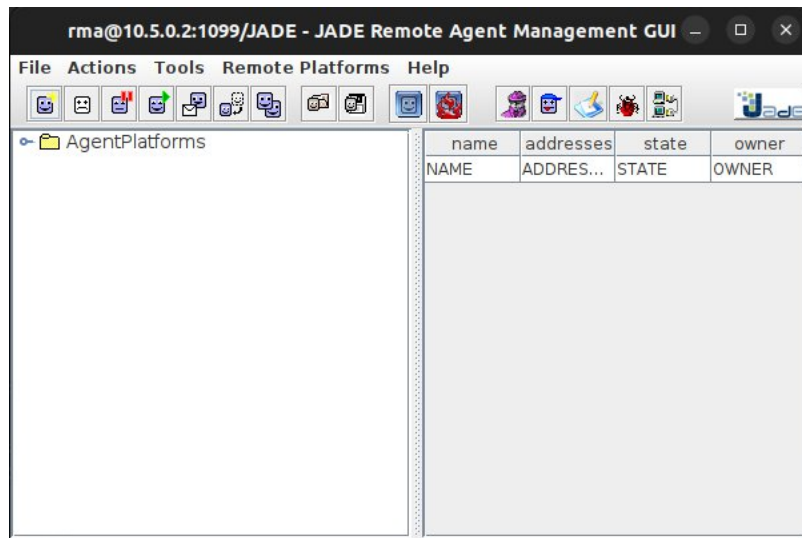 rma@10.5.0.2:1099/JADE - JADE Remote Agent Management GUI
File Actions Tools Remote Platforms Help
Jade
AgentPlatforms
name addresses state owner
NAME ADDRES... STATE OWNER